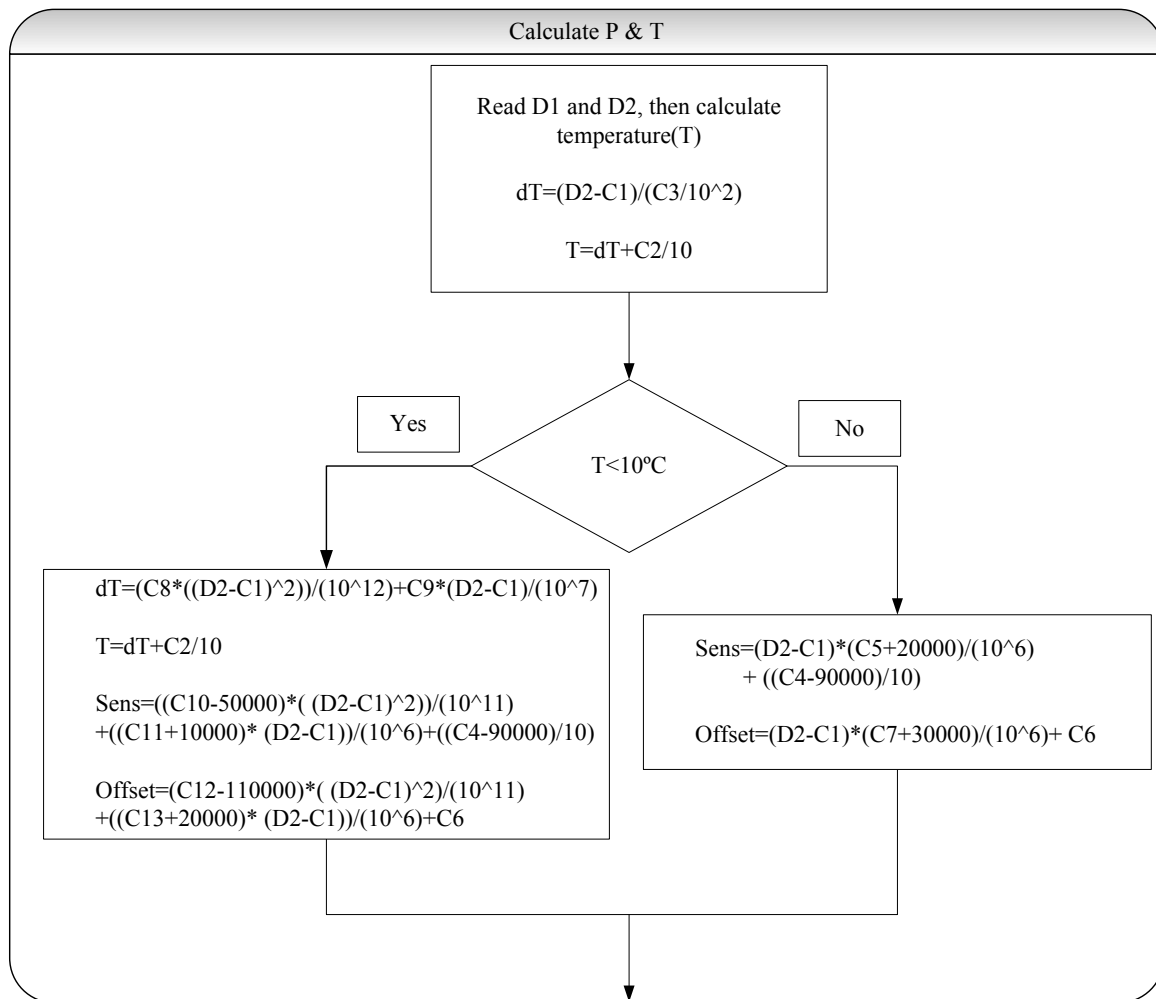 Calculate P & T
Read D1 and D2, then calculate
temperature(T)
dT=(D2-C1)/(C3/10^2)
T=dT+C2/10
Yes
No
T<10ºC
dT=(C8*((D2-C1)^2))/(10^12)+C9*(D2-C1)/(10^7)
T=dT+C2/10
Sens=((C10-50000)*( (D2-C1)^2))/(10^11)
+((C11+10000)* (D2-C1))/(10^6)+((C4-90000)/10)
Offset=(C12-110000)*( (D2-C1)^2)/(10^11)
+((C13+20000)* (D2-C1))/(10^6)+C6
Sens=(D2-C1)*(C5+20000)/(10^6)
+ ((C4-90000)/10)
Offset=(D2-C1)*(C7+30000)/(10^6)+ C6